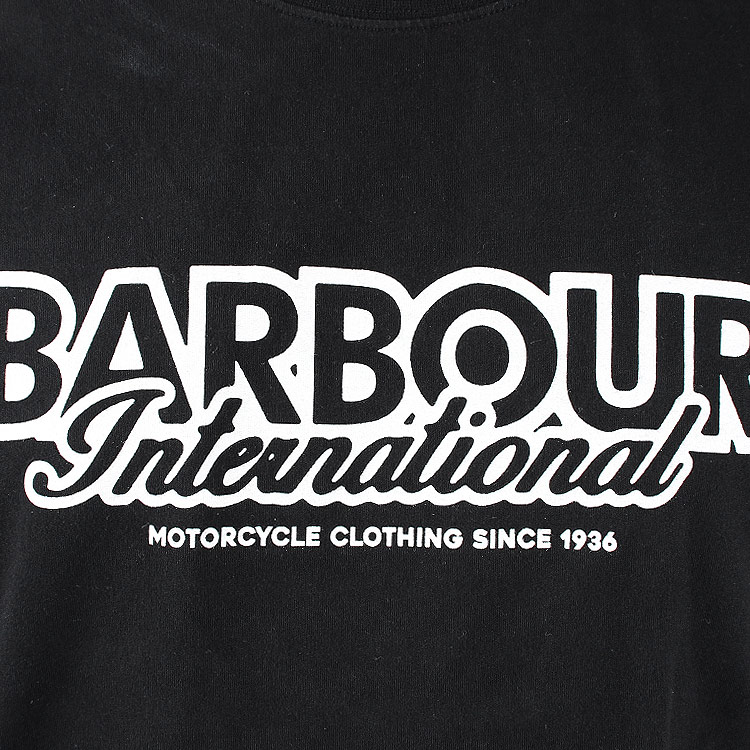 BARBOUR
International
MOTORCYCLE CLOTHING SINCE 1936